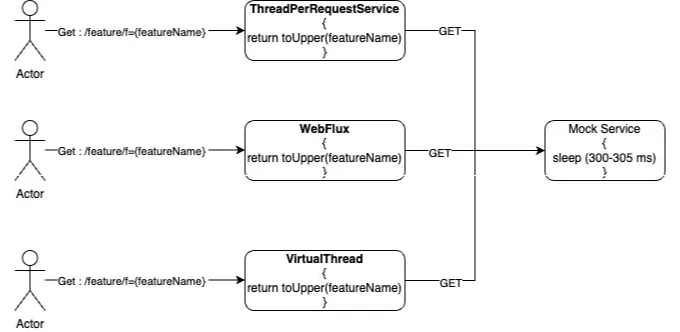 ThreadPerRequestService
{
Get : /feature/f={featureName}
return toUpper(featureName)
GET
}
Actor
WebFlux
{
Get : /feature/f={featureName}
return toUpper(featureName)
GET
}
Actor
Mock Service
{
sleep (300-305 ms)
}
VirtualThread
{
Get : /feature/f={featureName}
return toUpper(featureName)
GET
}
Actor